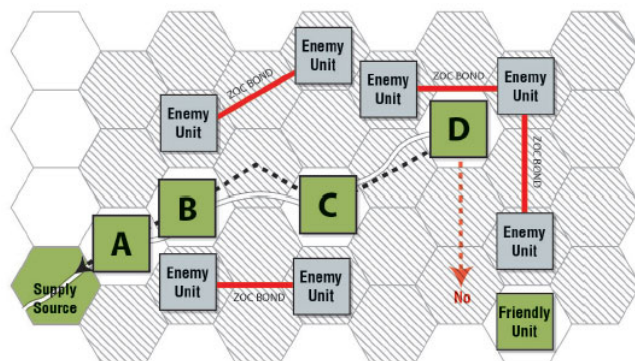 Enemy
Unit
ZOC BOND
Enemy
Unit
Enemy
Unit
ZOC BOND
Enemy
Unit
D
ZOC BOND
B
C
A
Enemy
Unit
Enemy
Unit
ZOC BOND
Enemy
Unit
Supply
Source
No
Friendly
Unit